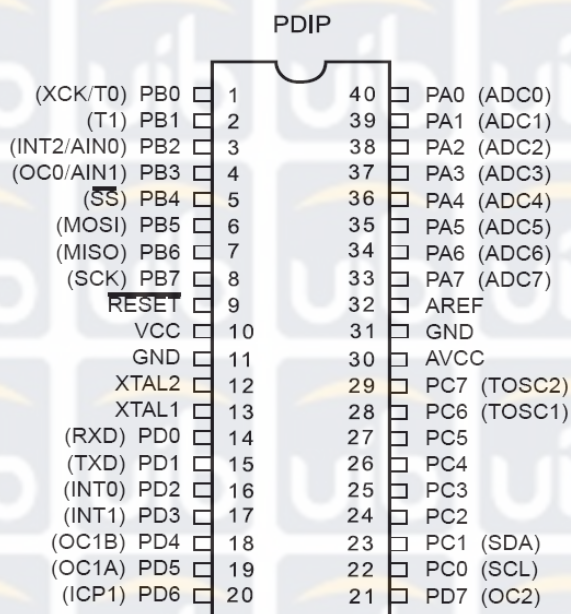 PDIP
(XCK/T0) PB0 1 40 PA0 (ADC0)
(T1) PB1 2 39 PA1 (ADC1)
(INT2/AIN0) PB2 3 38 PA2 (ADC2)
(OC0/AIN1) PB3 4 37 PA3 (ADC3)
(SS) PB4 5 36 PA4 (ADC4)
(MOSI) PB5 6 35 PA5 (ADC5)
(MISO) PB6 7 34 PA6 (ADC6)
(SCK) PB7 8 33 PA7 (ADC7)
RESET 9 32 AREF
VCC 10 31 GND
GND 11 30 AVCC
XTAL2 12 29 PC7 (TOSC2)
XTAL1 13 28 PC6 (TOSC1)
(RXD) PD0 14 27 PC5
(TXD) PD1 15 26 PC4
(INT0) PD2 16 25 PC3
(INT1) PD3 17 24 PC2
(OC1B) PD4 18 23 PC1 (SDA)
(OC1A) PD5 19 22 PC0 (SCL)
(ICP1) PD6 20 21 PD7 (OC2)